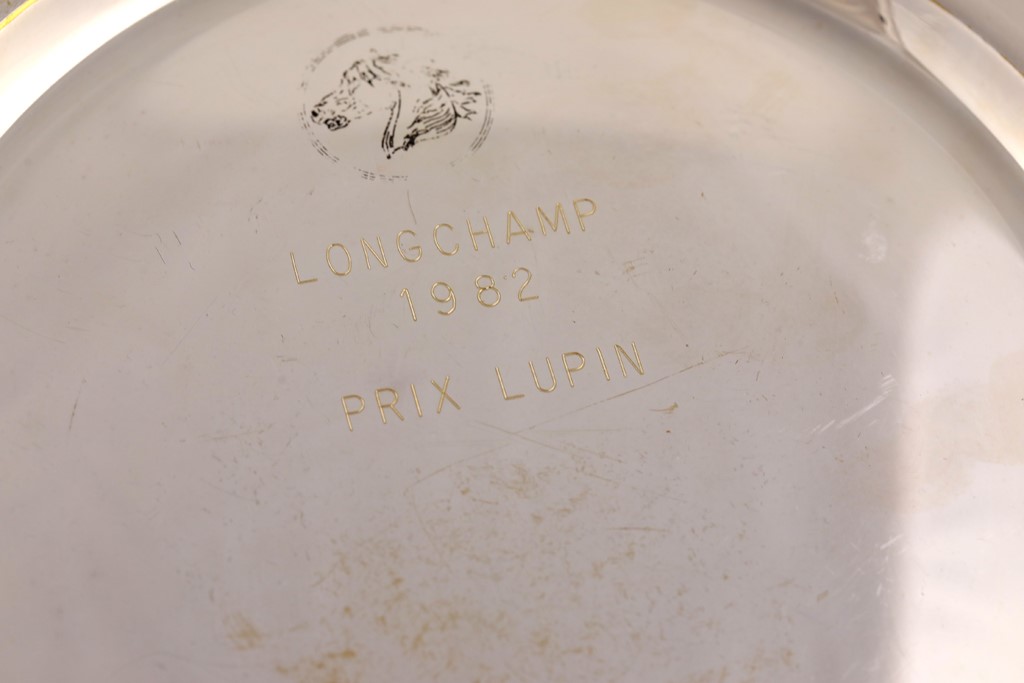 LONGCHAMP
1982
PRIX LUPIN